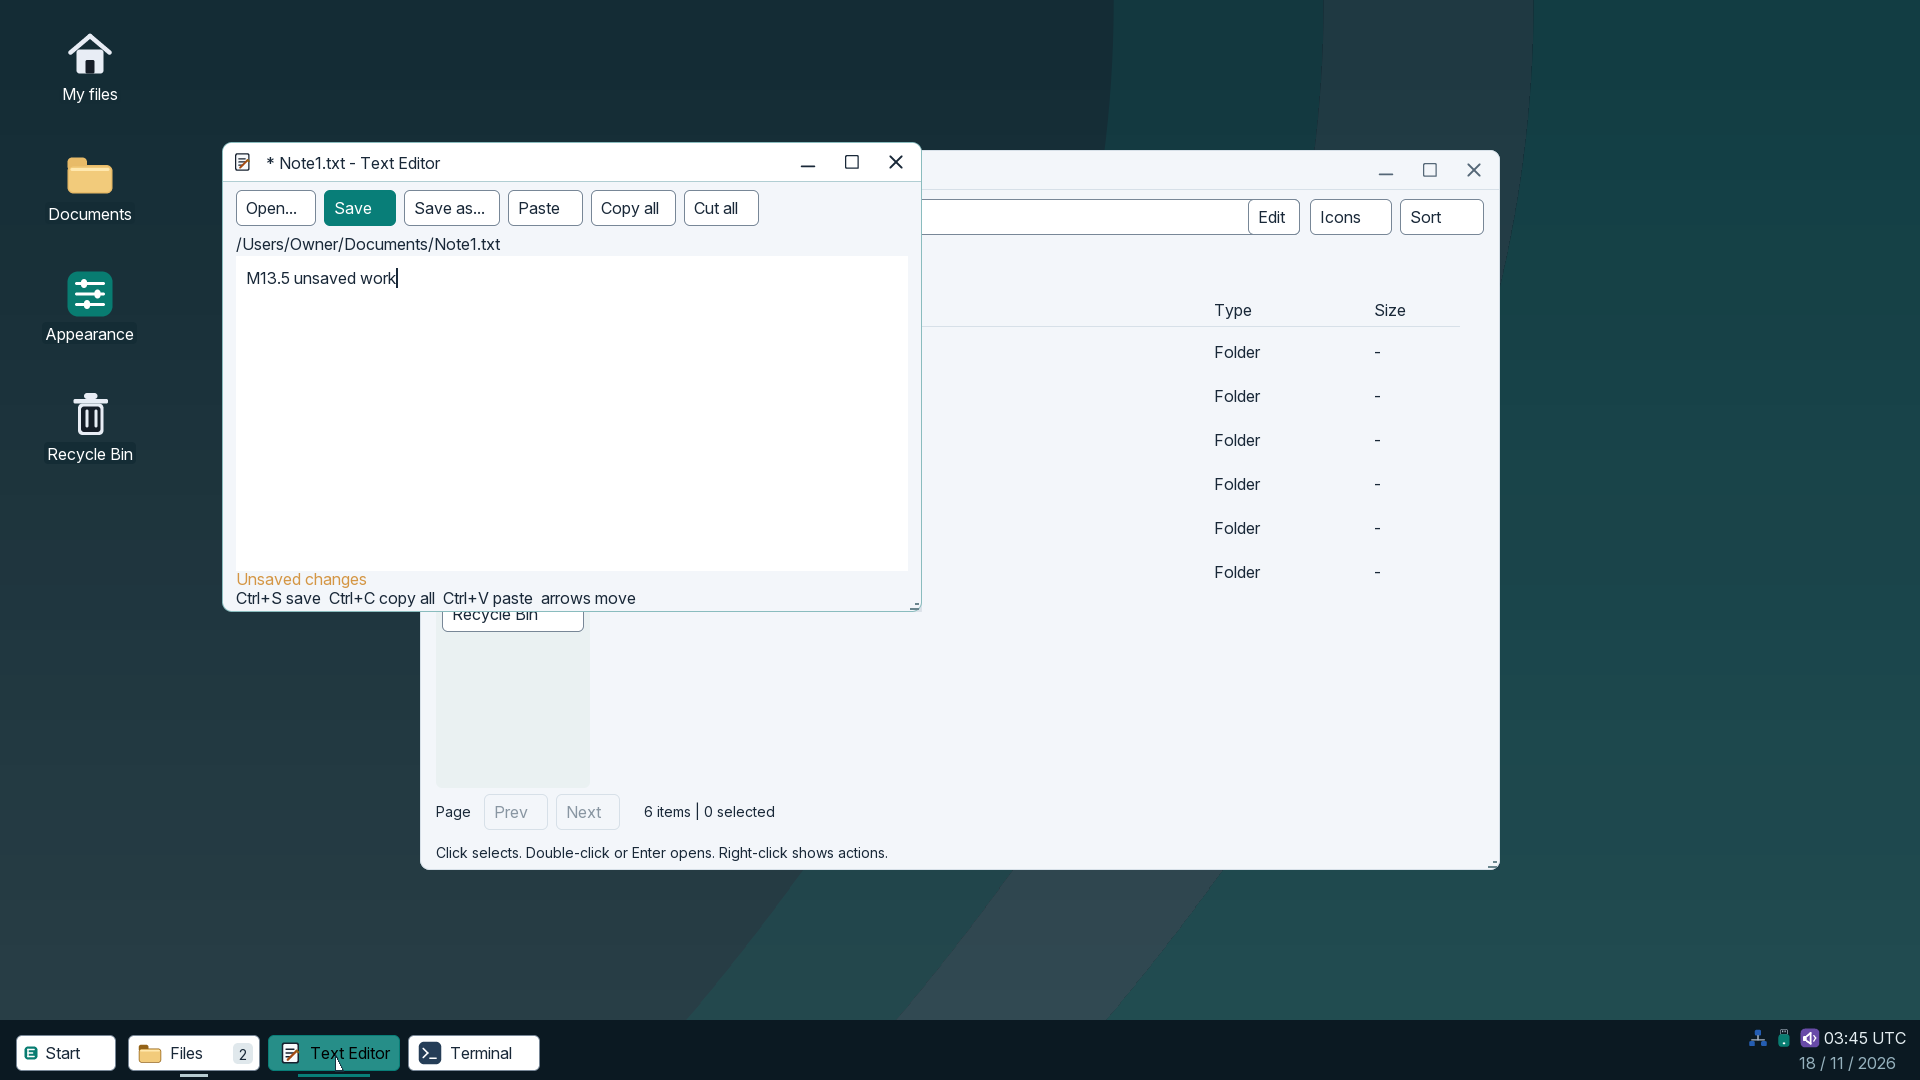 My files
Documents
Appearance
Recycle Bin
* Note1.txt - Text Editor
Open... Save Save as... Paste Copy all Cut all
/Users/Owner/Documents/Note1.txt
M13.5 unsaved work
Unsaved changes
Ctrl+S save Ctrl+C copy all Ctrl+V paste arrows move
Edit Icons Sort
Type Size
Folder -
Folder -
Folder -
Folder -
Folder -
Folder -
Recycle Bin
Page Prev Next 6 items | 0 selected
Click selects. Double-click or Enter opens. Right-click shows actions.
Start Files 2 Text Editor Terminal
03:45 UTC
18 / 11 / 2026